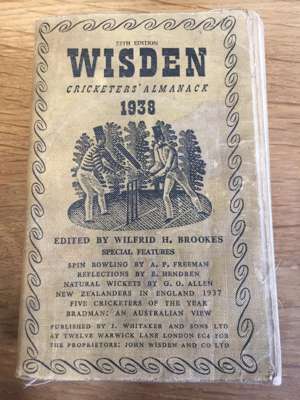 75TH EDITION
WISDEN
CRICKETERS' ALMANACK
1938
EDITED BY WILFRID H. BROOKES
SPECIAL FEATURES
SPIN BOWLING BY A. P. FREEMAN
REFLECTIONS BY E. HENDREN
NATURAL WICKETS BY G. O. ALLEN
NEW ZEALANDERS IN ENGLAND 1937
FIVE CRICKETERS OF THE YEAR
BRADMAN: AN AUSTRALIAN VIEW
PUBLISHED BY J. WHITAKER AND SONS LTD
AT TWELVE WARWICK LANE LONDON EC4 FOR
THE PROPRIETORS: JOHN WISDEN AND CO LTD